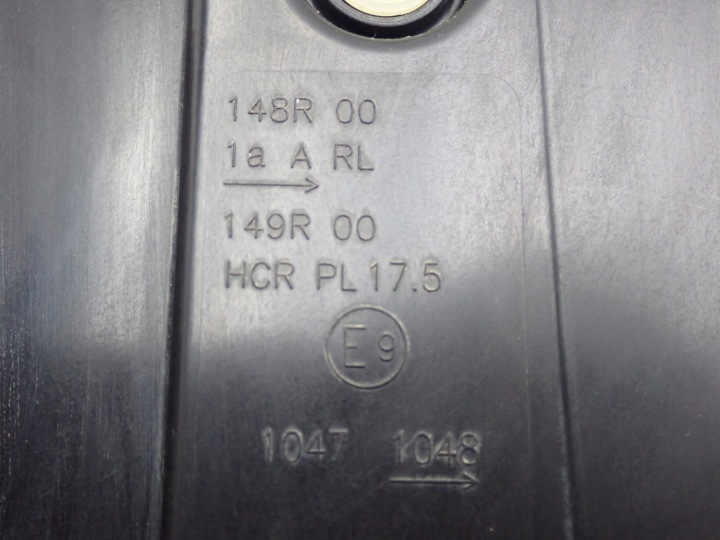 148R 00
1a A RL
→
149R 00
HCR PL 17.5
E9
1047 1048
→